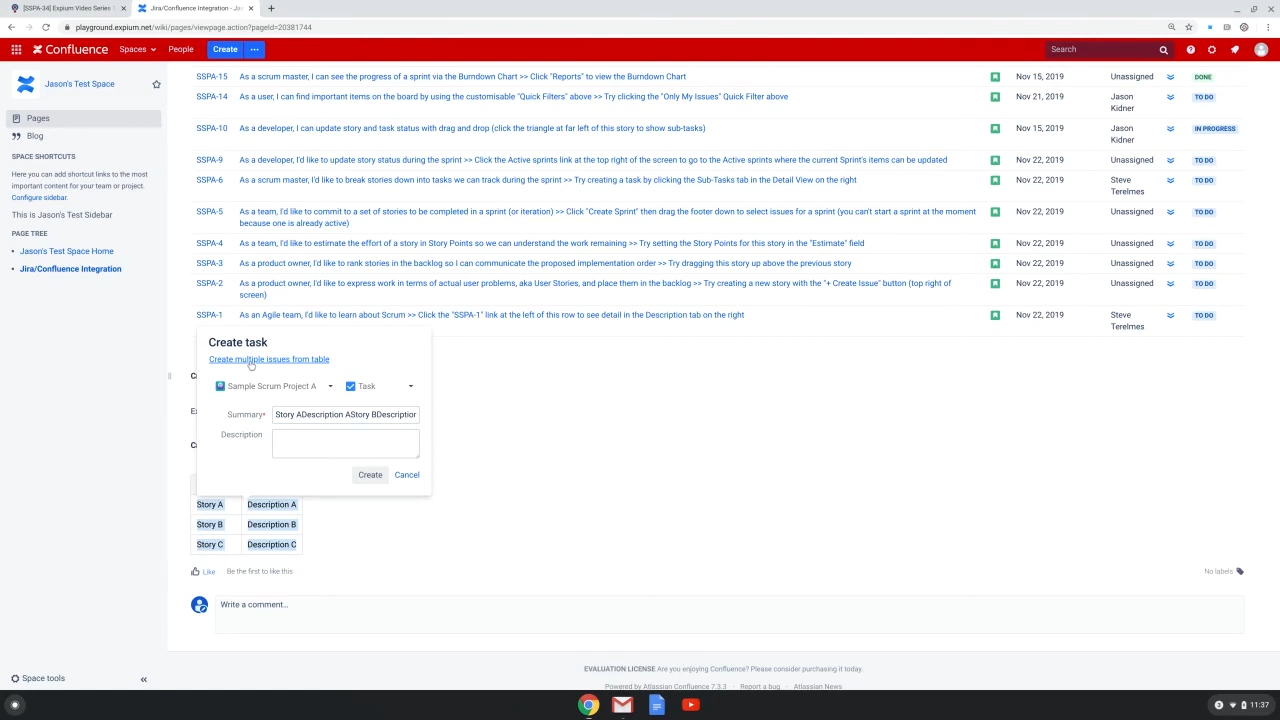 [SSPA-34] Expium Video Series
Jira/Confluence Integration - Ja
playground.expium.net/wiki/pages/viewpage.action?pageId=20381744
Confluence Spaces People Create Search
Jason's Test Space
Pages
Blog
SPACE SHORTCUTS
Here you can add shortcut links to the most
important content for your team or project.
Configure sidebar.
This is Jason's Test Sidebar
PAGE TREE
Jason's Test Space Home
Jira/Confluence Integration
Space tools
SSPA-15 As a scrum master, I can see the progress of a sprint via the Burndown Chart >> Click "Reports" to view the Burndown Chart Nov 15, 2019 Unassigned DONE
SSPA-14 As a user, I can find important items on the board by using the customisable "Quick Filters" above >> Try clicking the "Only My Issues" Quick Filter above Nov 21, 2019 Jason TO DO
Kidner
SSPA-10 As a developer, I can update story and task status with drag and drop (click the triangle at far left of this story to show sub-tasks) Nov 15, 2019 Jason IN PROGRESS
Kidner
SSPA-9 As a developer, I'd like to update story status during the sprint >> Click the Active sprints link at the top right of the screen to go to the Active sprints where the current Sprint's items can be updated Nov 22, 2019 Unassigned TO DO
SSPA-6 As a scrum master, I'd like to break stories down into tasks we can track during the sprint >> Try creating a task by clicking the Sub-Tasks tab in the Detail View on the right Nov 22, 2019 Steve TO DO
Terelmes
SSPA-5 As a team, I'd like to commit to a set of stories to be completed in a sprint (or iteration) >> Click "Create Sprint" then drag the footer down to select issues for a sprint (you can't start a sprint at the moment Nov 22, 2019 Unassigned TO DO
because one is already active)
SSPA-4 As a team, I'd like to estimate the effort of a story in Story Points so we can understand the work remaining >> Try setting the Story Points for this story in the "Estimate" field Nov 22, 2019 Unassigned TO DO
SSPA-3 As a product owner, I'd like to rank stories in the backlog so I can communicate the proposed implementation order >> Try dragging this story up above the previous story Nov 22, 2019 Unassigned TO DO
SSPA-2 As a product owner, I'd like to express work in terms of actual user problems, aka User Stories, and place them in the backlog >> Try creating a new story with the "+ Create Issue" button (top right of Nov 22, 2019 Unassigned TO DO
screen)
SSPA-1 As an Agile team, I'd like to learn about Scrum >> Click the "SSPA-1" link at the left of this row to see detail in the Description tab on the right Nov 22, 2019 Steve TO DO
Terelmes
Create task
Create multiple issues from table
Sample Scrum Project A Task
Summary* Story ADescription AStory BDescription
Description
Create Cancel
Story A Description A
Story B Description B
Story C Description C
Like Be the first to like this No labels
Write a comment...
EVALUATION LICENSE Are you enjoying Confluence? Please consider purchasing it today.
Powered by Atlassian Confluence 7.3.3 · Report a bug · Atlassian News
11:37